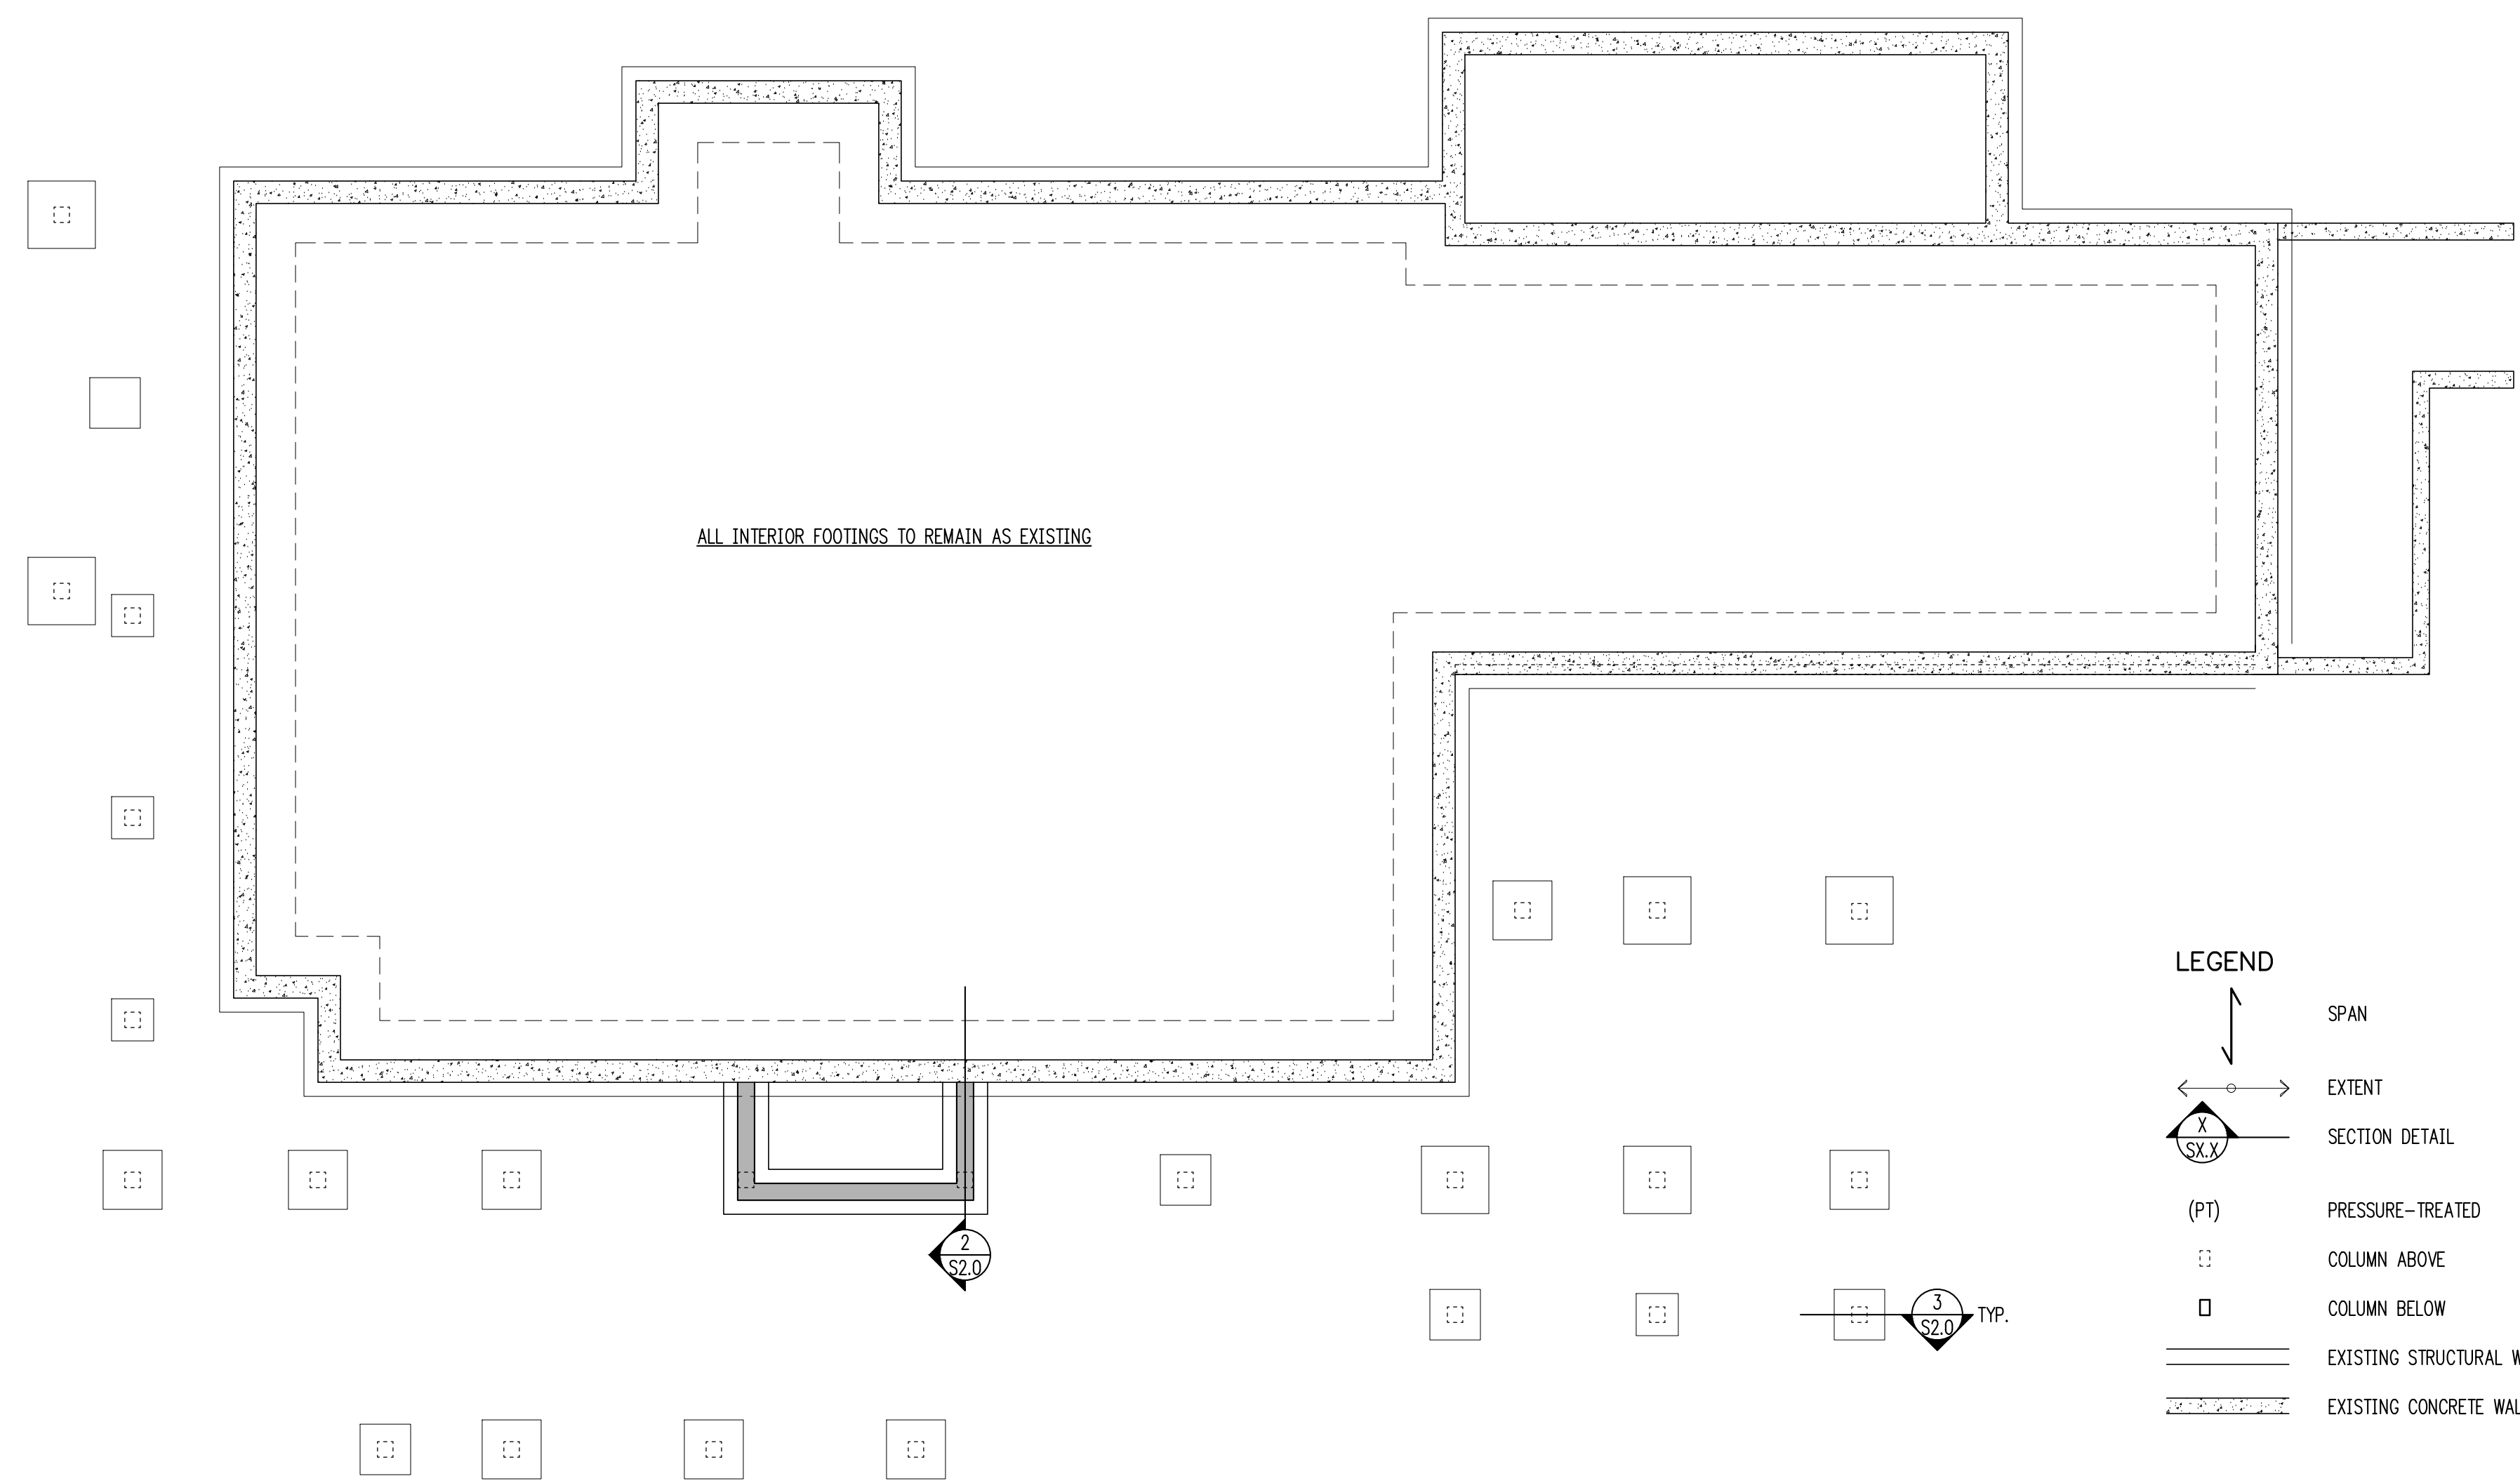 ALL INTERIOR FOOTINGS TO REMAIN AS EXISTING
LEGEND
SPAN
EXTENT
X
SX.X
SECTION DETAIL
(PT)
PRESSURE-TREATED
COLUMN ABOVE
COLUMN BELOW
2
S2.0
3
S2.0
TYP.
EXISTING STRUCTURAL
EXISTING CONCRETE